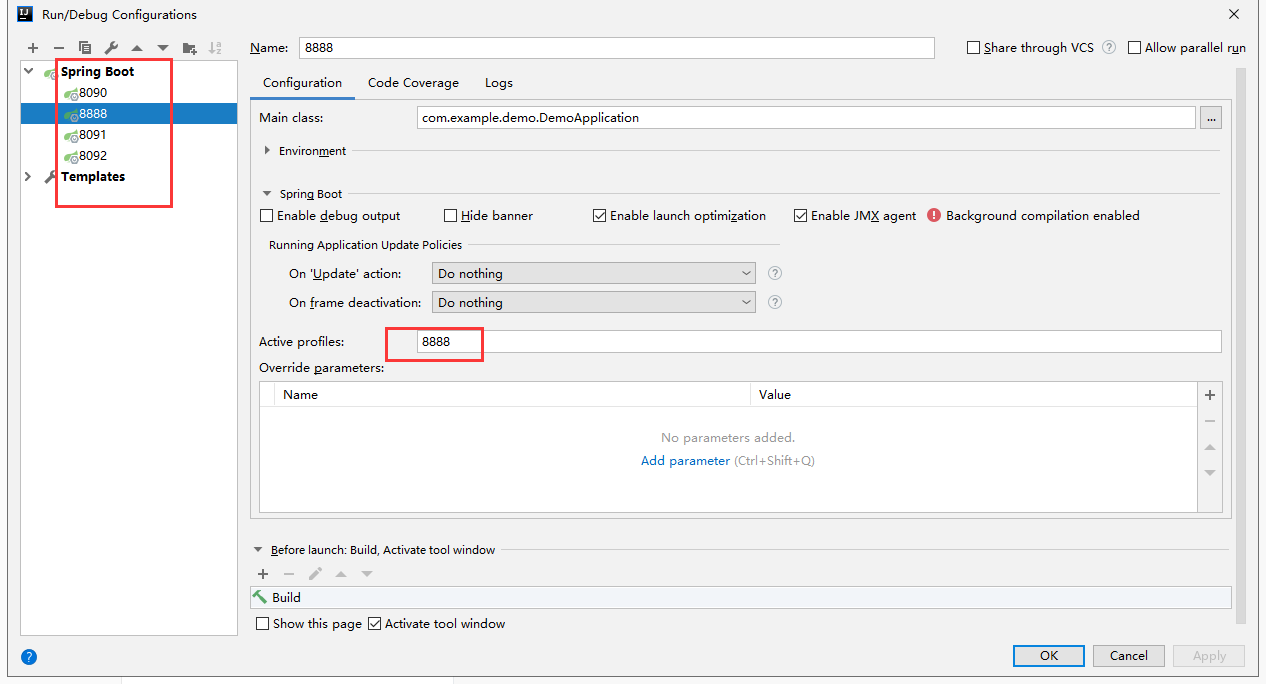 Run/Debug Configurations
Name: 8888
Share through VCS ?
Allow parallel run
Spring Boot
8090
8888
8091
8092
Templates
Configuration Code Coverage Logs
Main class: com.example.demo.DemoApplication ...
Environment
Spring Boot
Enable debug output Hide banner Enable launch optimization Enable JMX agent Background compilation enabled
Running Application Update Policies
On 'Update' action: Do nothing ?
On frame deactivation: Do nothing ?
Active profiles: 8888
Override parameters:
Name Value
No parameters added.
Add parameter (Ctrl+Shift+Q)
Before launch: Build, Activate tool window
Build
Show this page Activate tool window
? OK Cancel Apply